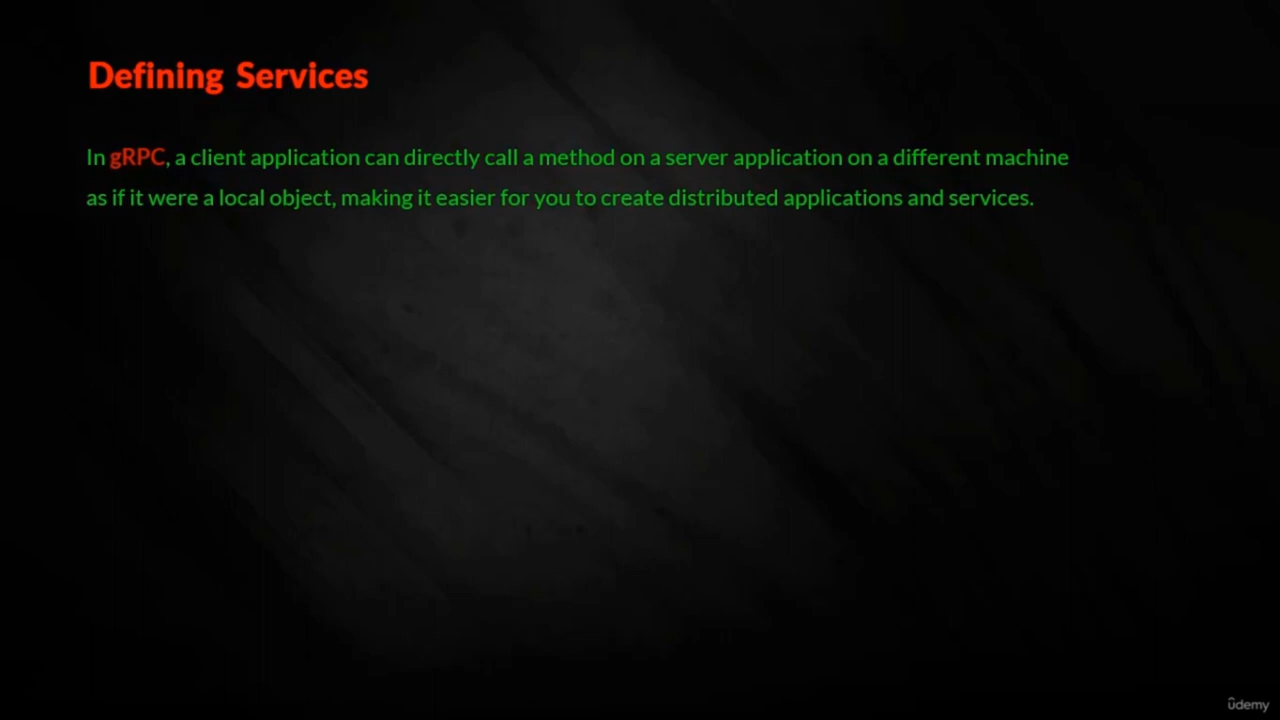 Defining Services
In gRPC, a client application can directly call a method on a server application on a different machine
as if it were a local object, making it easier for you to create distributed applications and services.
ûdemy